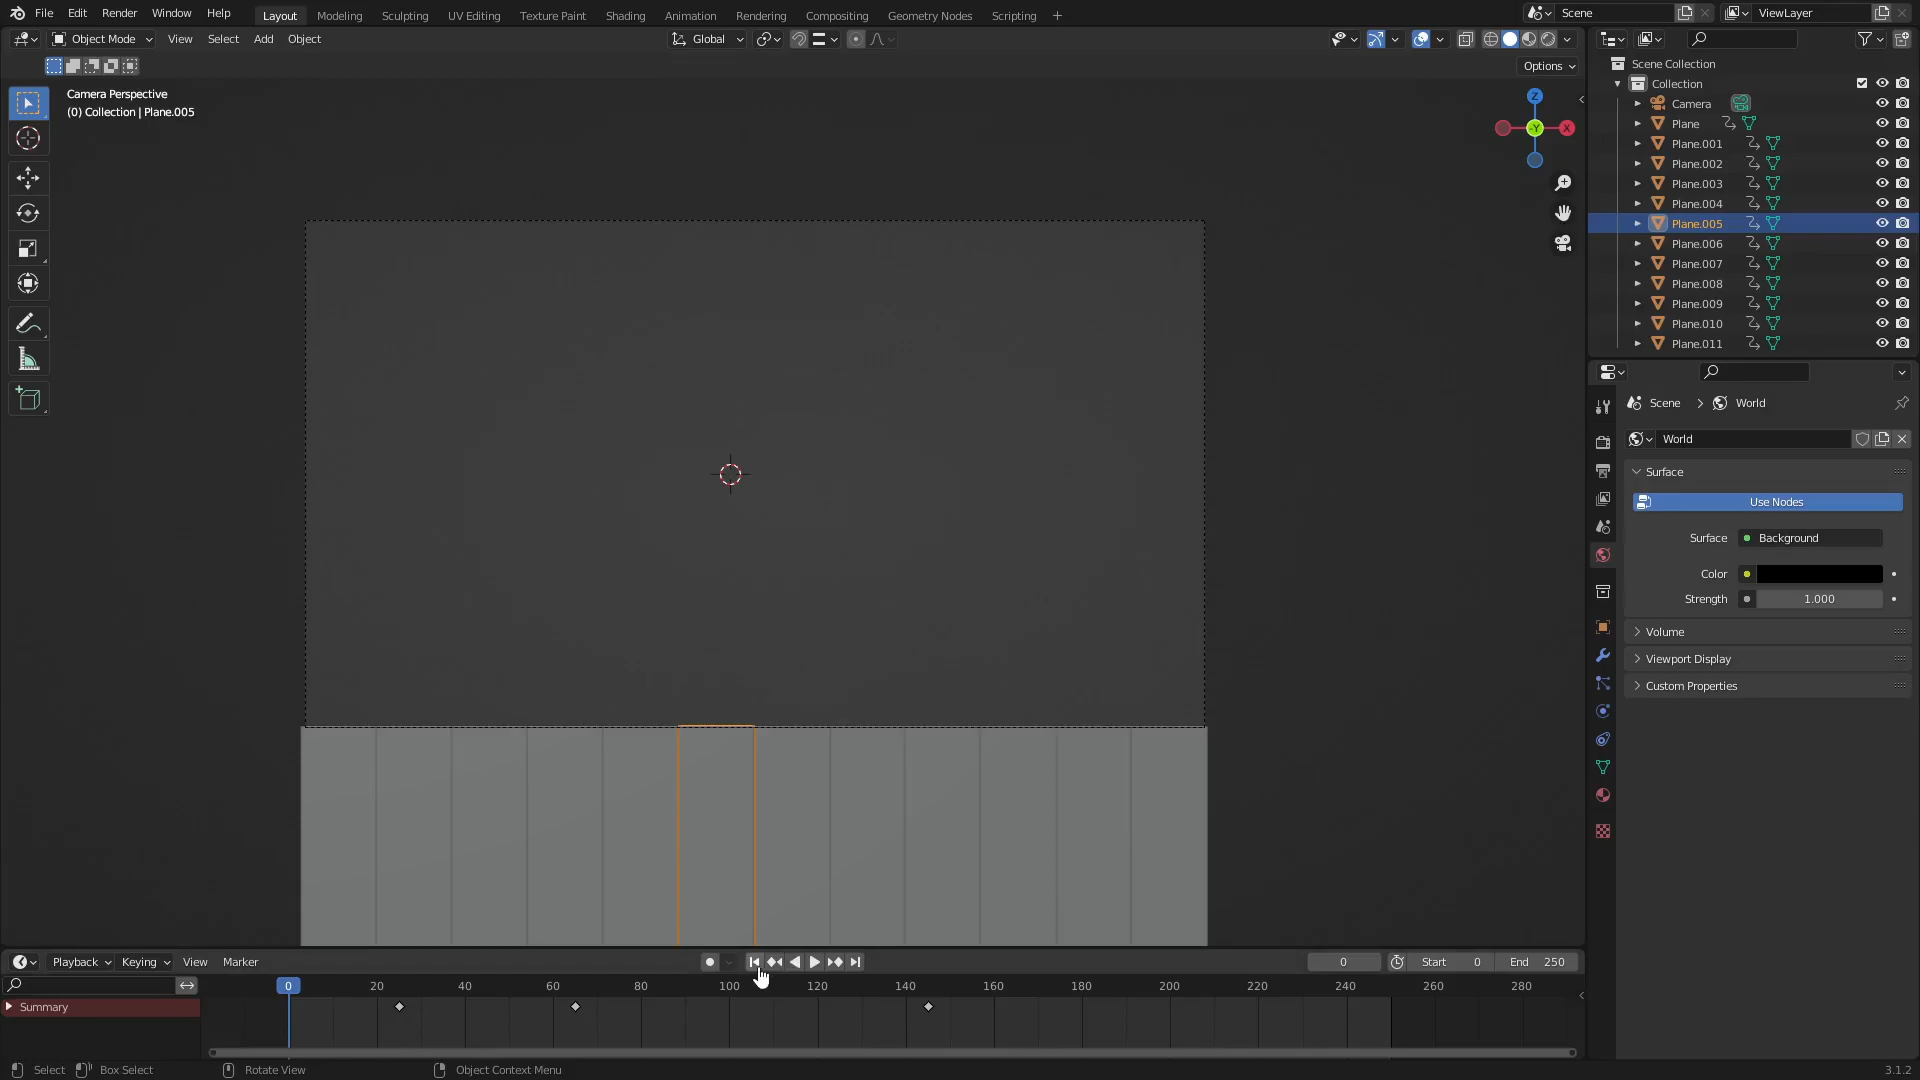 File Edit Render Window Help Layout Modeling Sculpting UV Editing Texture Paint Shading Animation Rendering Compositing Geometry Nodes Scripting + Scene ViewLayer
Object Mode View Select Add Object Global
Options
Camera Perspective
(0) Collection | Plane.005
Z
X
-Y
Scene Collection
Collection
Camera
Plane
Plane.001
Plane.002
Plane.003
Plane.004
Plane.005
Plane.006
Plane.007
Plane.008
Plane.009
Plane.010
Plane.011
Scene > World
World
Surface
Use Nodes
Surface Background
Color
Strength 1.000
Volume
Viewport Display
Custom Properties
Playback Keying View Marker 0 Start 0 End 250
0 20 40 60 80 100 120 140 160 180 200 220 240 260 280
Summary
Select Box Select Rotate View Object Context Menu 3.1.2